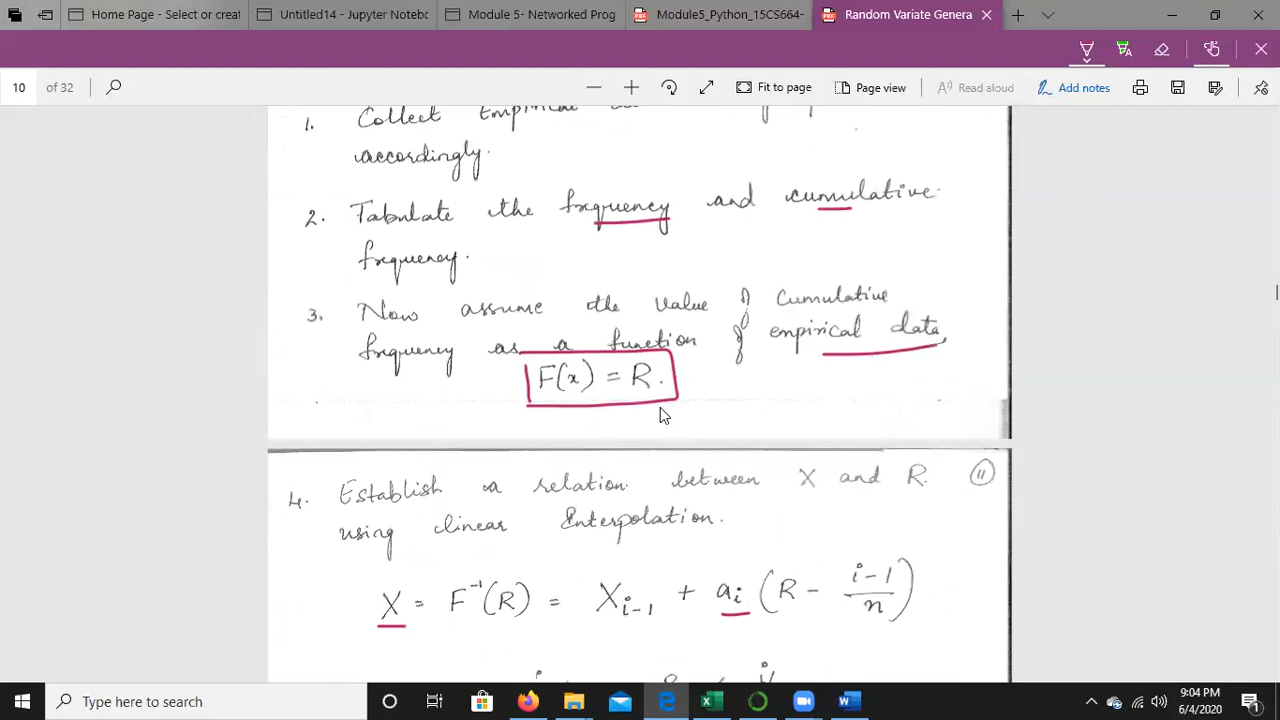 Home Page - Select or creat
Untitled14 - Jupyter Notebo
Module 5- Networked Prog
Module5_Python_15CS664-
Random Variate Genera
10 of 32
Fit to page
Page view
Read aloud
Add notes
1. Collect Empirical
accordingly.
2. Tabulate the frequency and cumulative
frequency.
3. Now assume the value of Cumulative
frequency as a function of empirical data,
F(x) = R.
4. Establish a relation between X and R. 11
using linear Interpolation.
X = F⁻¹(R) = Xᵢ₋₁ + aᵢ (R - i-1/n)
Type here to search
9:04 PM
6/4/2020